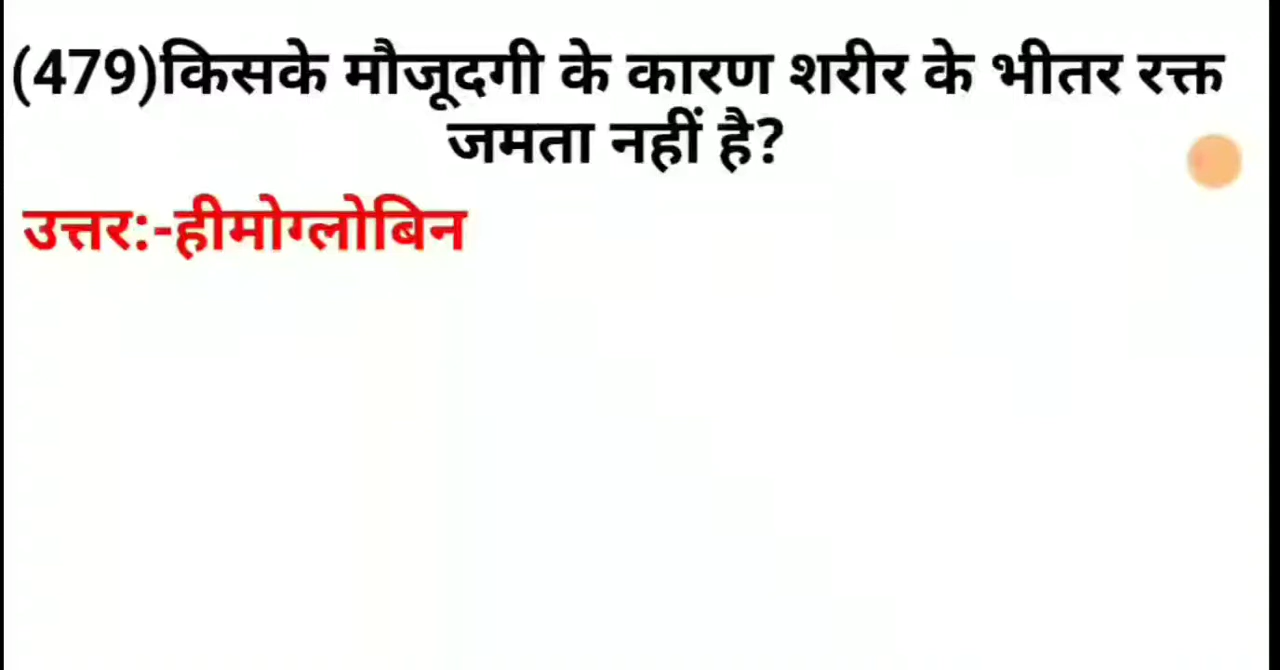 (479)किसके मौजूदगी के कारण शरीर के भीतर रक्त
जमता नहीं है?
उत्तर:-हीमोग्लोबिन